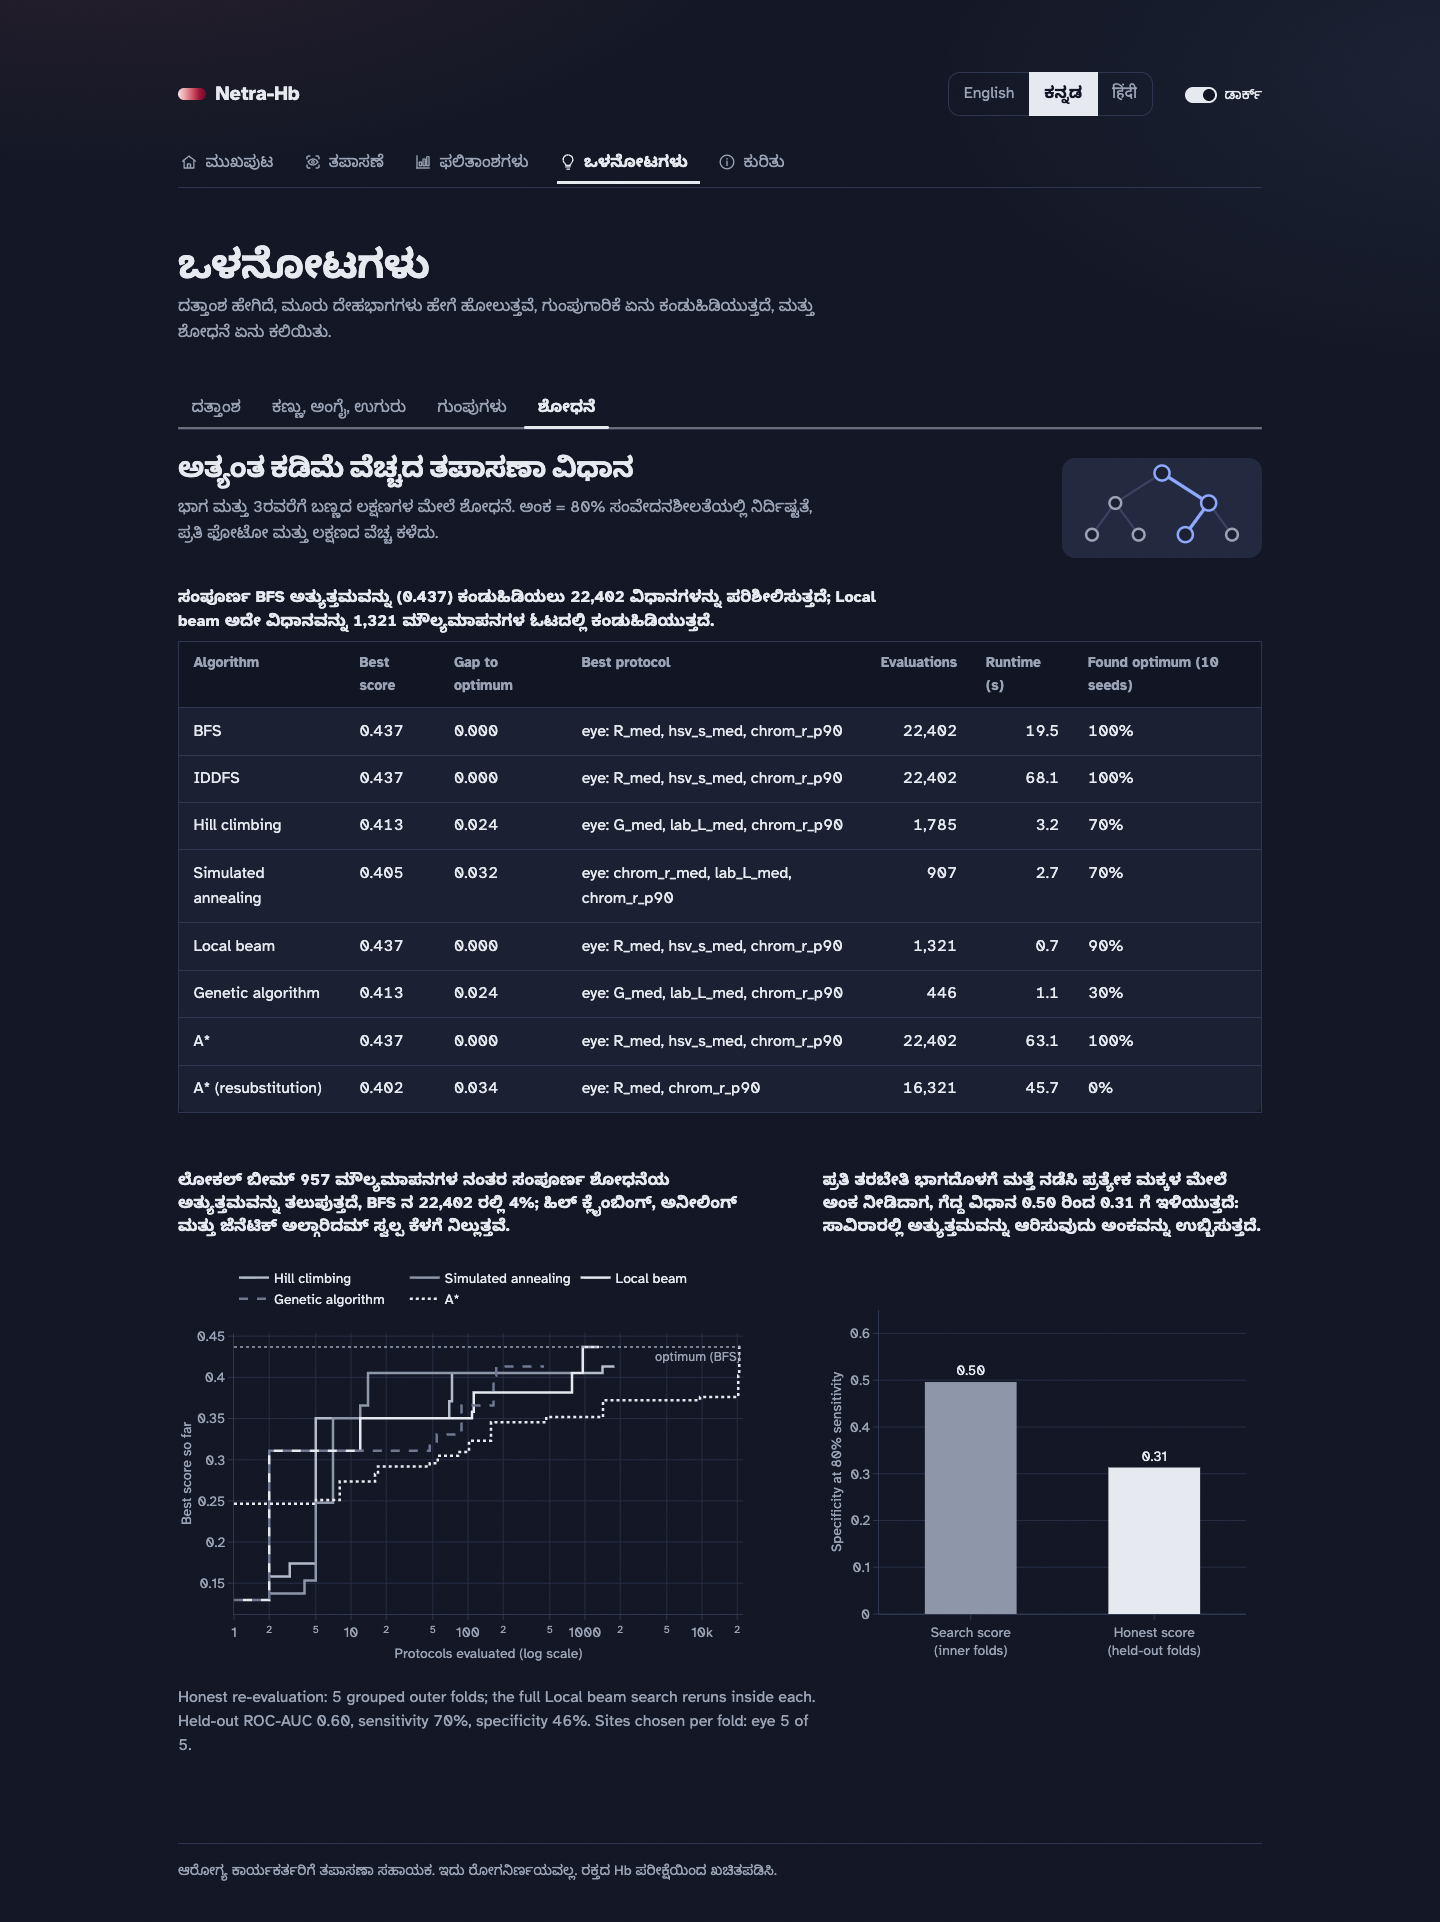 Netra-Hb
English
ಕನ್ನಡ
हिंदी
ಡಾರ್ಕ್
ಮುಖಪುಟ
ತಪಾಸಣೆ
ಫಲಿತಾಂಶಗಳು
ಒಳನೋಟಗಳು
ಕುರಿತು
ಒಳನೋಟಗಳು
ದತ್ತಾಂಶ ಹೇಗಿದೆ, ಮೂರು ದೇಹಭಾಗಗಳು ಹೇಗೆ ಹೋಲುತ್ತವೆ, ಗುಂಪುಗಾರಿಕೆ ಏನು ಕಂಡುಹಿಡಿಯುತ್ತದೆ, ಮತ್ತು
ಶೋಧನೆ ಏನು ಕಲಿಯಿತು.
ದತ್ತಾಂಶ
ಕಣ್ಣು, ಅಂಗೈ, ಉಗುರು
ಗುಂಪುಗಳು
ಶೋಧನೆ
ಅತ್ಯಂತ ಕಡಿಮೆ ವೆಚ್ಚದ ತಪಾಸಣಾ ವಿಧಾನ
ಭಾಗ ಮತ್ತು 3ರವರೆಗೆ ಬಣ್ಣದ ಲಕ್ಷಣಗಳ ಮೇಲೆ ಶೋಧನೆ. ಅಂಕ = 80% ಸಂವೇದನಶೀಲತೆಯಲ್ಲಿ ನಿರ್ದಿಷ್ಟತೆ,
ಪ್ರತಿ ಫೋಟೋ ಮತ್ತು ಲಕ್ಷಣದ ವೆಚ್ಚ ಕಳೆದು.
ಸಂಪೂರ್ಣ BFS ಅತ್ಯುತ್ತಮವನ್ನು (0.437) ಕಂಡುಹಿಡಿಯಲು 22,402 ವಿಧಾನಗಳನ್ನು ಪರಿಶೀಲಿಸುತ್ತದೆ; Local
beam ಅದೇ ವಿಧಾನವನ್ನು 1,321 ಮೌಲ್ಯಮಾಪನಗಳ ಓಟದಲ್ಲಿ ಕಂಡುಹಿಡಿಯುತ್ತದೆ.
Algorithm Best score Gap to optimum Best protocol Evaluations Runtime (s) Found optimum (10 seeds)
BFS 0.437 0.000 eye: R_med, hsv_s_med, chrom_r_p90 22,402 19.5 100%
IDDFS 0.437 0.000 eye: R_med, hsv_s_med, chrom_r_p90 22,402 68.1 100%
Hill climbing 0.413 0.024 eye: G_med, lab_L_med, chrom_r_p90 1,785 3.2 70%
Simulated annealing 0.405 0.032 eye: chrom_r_med, lab_L_med, chrom_r_p90 907 2.7 70%
Local beam 0.437 0.000 eye: R_med, hsv_s_med, chrom_r_p90 1,321 0.7 90%
Genetic algorithm 0.413 0.024 eye: G_med, lab_L_med, chrom_r_p90 446 1.1 30%
A* 0.437 0.000 eye: R_med, hsv_s_med, chrom_r_p90 22,402 63.1 100%
A* (resubstitution) 0.402 0.034 eye: R_med, chrom_r_p90 16,321 45.7 0%
ಲೋಕಲ್ ಬೀಮ್ 957 ಮೌಲ್ಯಮಾಪನಗಳ ನಂತರ ಸಂಪೂರ್ಣ ಶೋಧನೆಯ
ಅತ್ಯುತ್ತಮವನ್ನು ತಲುಪುತ್ತದೆ, BFS ನ 22,402 ರಲ್ಲಿ 4%; ಹಿಲ್ ಕ್ಲೈಂಬಿಂಗ್, ಅನೀಲಿಂಗ್
ಮತ್ತು ಜೆನೆಟಿಕ್ ಅಲ್ಗಾರಿದಮ್ ಸ್ವಲ್ಪ ಕೆಳಗೆ ನಿಲ್ಲುತ್ತವೆ.
Hill climbing Simulated annealing Local beam
Genetic algorithm A*
optimum (BFS)
0.45
0.4
0.35
0.3
0.25
0.2
0.15
Best score so far
1 2 5 10 2 5 100 2 5 1000 2 5 10k 2
Protocols evaluated (log scale)
ಪ್ರತಿ ತರಬೇತಿ ಭಾಗದೊಳಗೆ ಮತ್ತೆ ನಡೆಸಿ ಪ್ರತ್ಯೇಕ ಮಕ್ಕಳ ಮೇಲೆ
ಅಂಕ ನೀಡಿದಾಗ, ಗೆದ್ದ ವಿಧಾನ 0.50 ರಿಂದ 0.31 ಗೆ ಇಳಿಯುತ್ತದೆ:
ಸಾವಿರಾರಲ್ಲಿ ಅತ್ಯುತ್ತಮವನ್ನು ಆರಿಸುವುದು ಅಂಕವನ್ನು ಉಬ್ಬಿಸುತ್ತದೆ.
0.6
0.5
0.4
0.3
0.2
0.1
0
Specificity at 80% sensitivity
0.50
0.31
Search score
(inner folds)
Honest score
(held-out folds)
Honest re-evaluation: 5 grouped outer folds; the full Local beam search reruns inside each.
Held-out ROC-AUC 0.60, sensitivity 70%, specificity 46%. Sites chosen per fold: eye 5 of
5.
ಆರೋಗ್ಯ ಕಾರ್ಯಕರ್ತರಿಗೆ ತಪಾಸಣಾ ಸಹಾಯಕ. ಇದು ರೋಗನಿರ್ಣಯವಲ್ಲ. ರಕ್ತದ Hb ಪರೀಕ್ಷೆಯಿಂದ ಖಚಿತಪಡಿಸಿ.